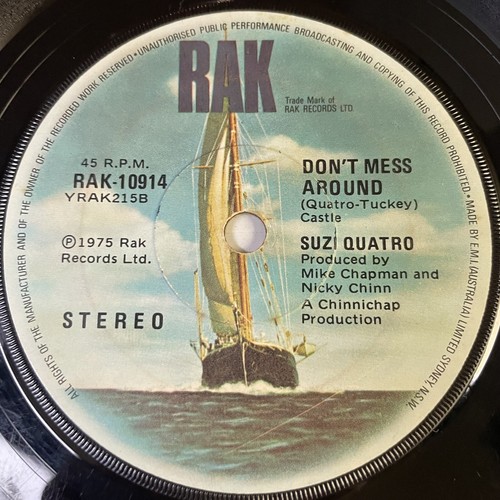 ALL RIGHTS OF THE MANUFACTURER AND OF THE OWNER OF THE RECORDED WORK RESERVED•UNAUTHORISED PUBLIC PERFORMANCE BROADCASTING AND COPYING OF THIS RECORD PROHIBITED.•MADE BY E.M.I. (AUSTRALIA) LIMITED SYDNEY, N.S.W.
RAK
Trade Mark of
RAK RECORDS LTD.
45 R.P.M.
RAK-10914
YRAK215B
DON'T MESS
AROUND
(Quatro-Tuckey)
Castle
℗1975 Rak
Records Ltd.
SUZI QUATRO
Produced by
Mike Chapman and
Nicky Chinn
A Chinnichap
Production
STEREO